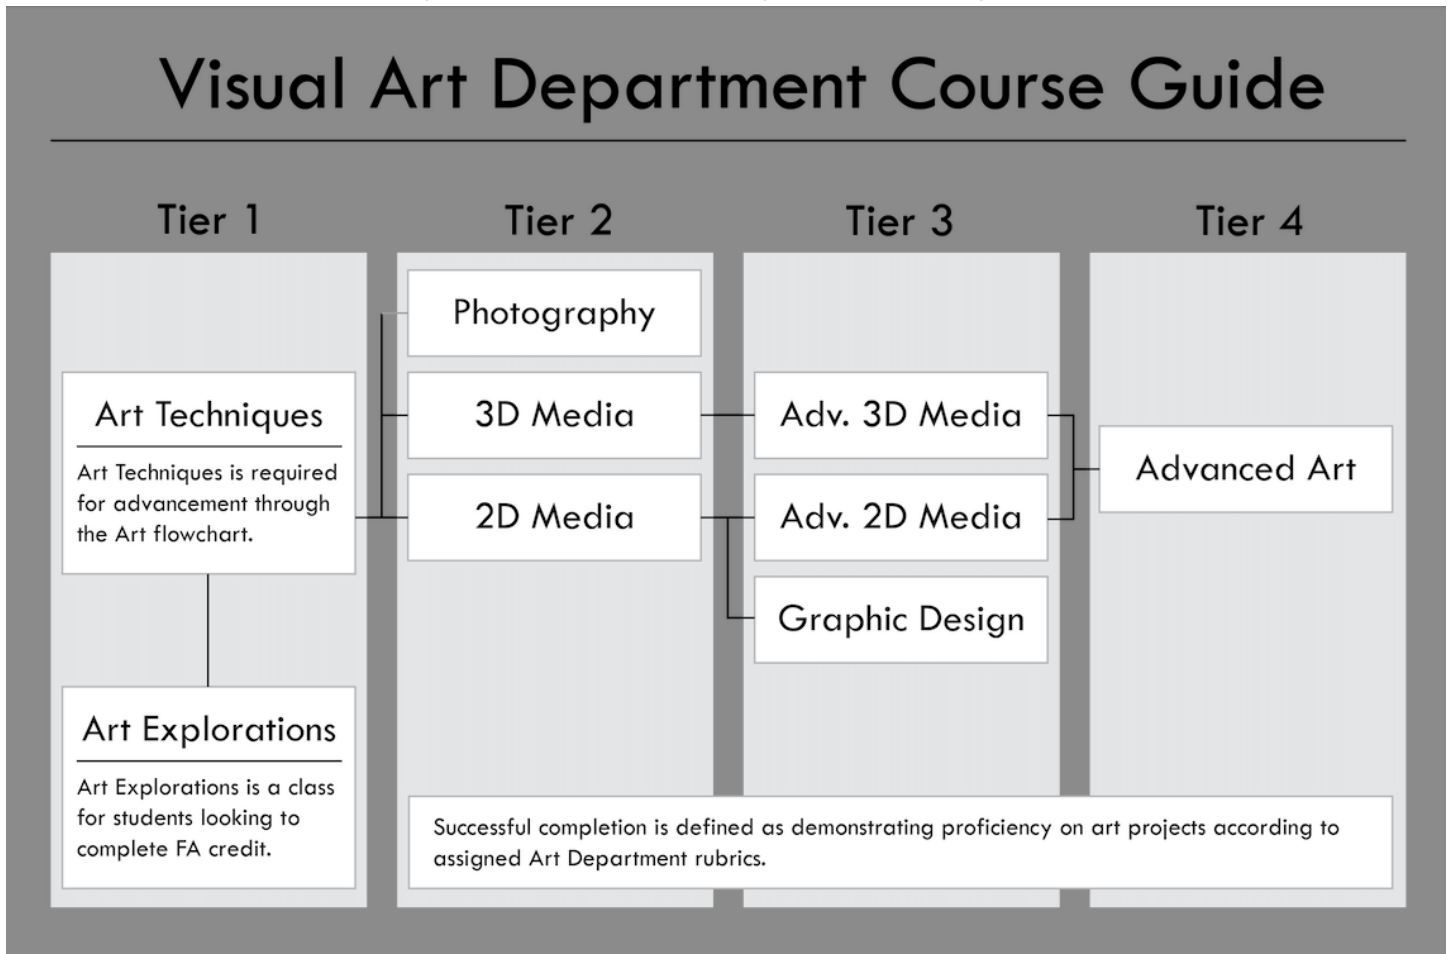 Visual Art Department Course Guide
Tier 1
Tier 2
Tier 3
Tier 4
Art Techniques
Art Techniques is required
for advancement through
the Art flowchart.
Art Explorations
Art Explorations is a class
for students looking to
complete FA credit.
Photography
3D Media
2D Media
Adv. 3D Media
Adv. 2D Media
Graphic Design
Advanced Art
Successful completion is defined as demonstrating proficiency on art projects according to
assigned Art Department rubrics.